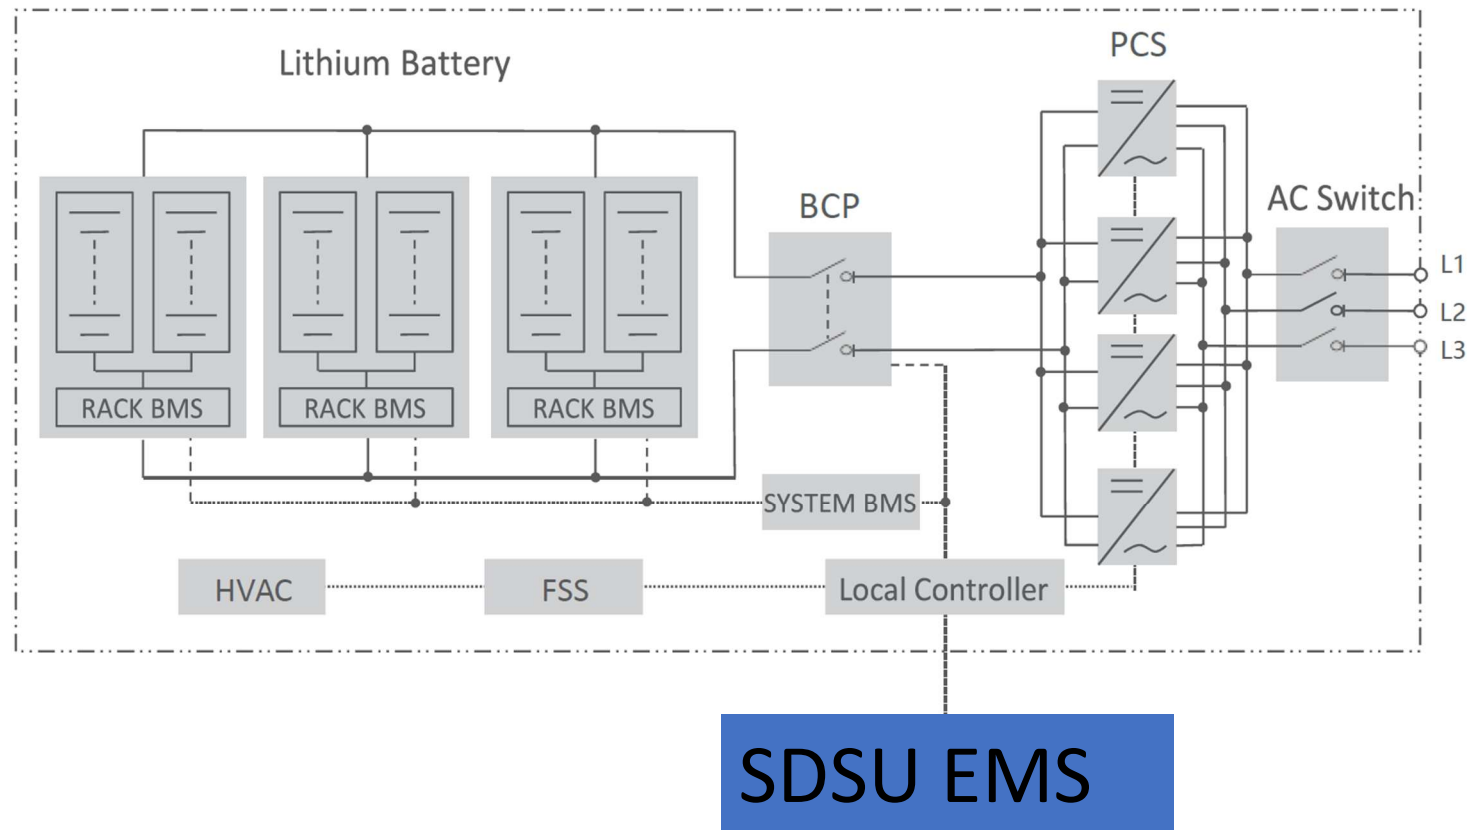 PCS
Lithium Battery
BCP
AC Switch
L1
L2
L3
RACK BMS
RACK BMS
RACK BMS
SYSTEM BMS
HVAC
FSS
Local Controller
SDSU EMS